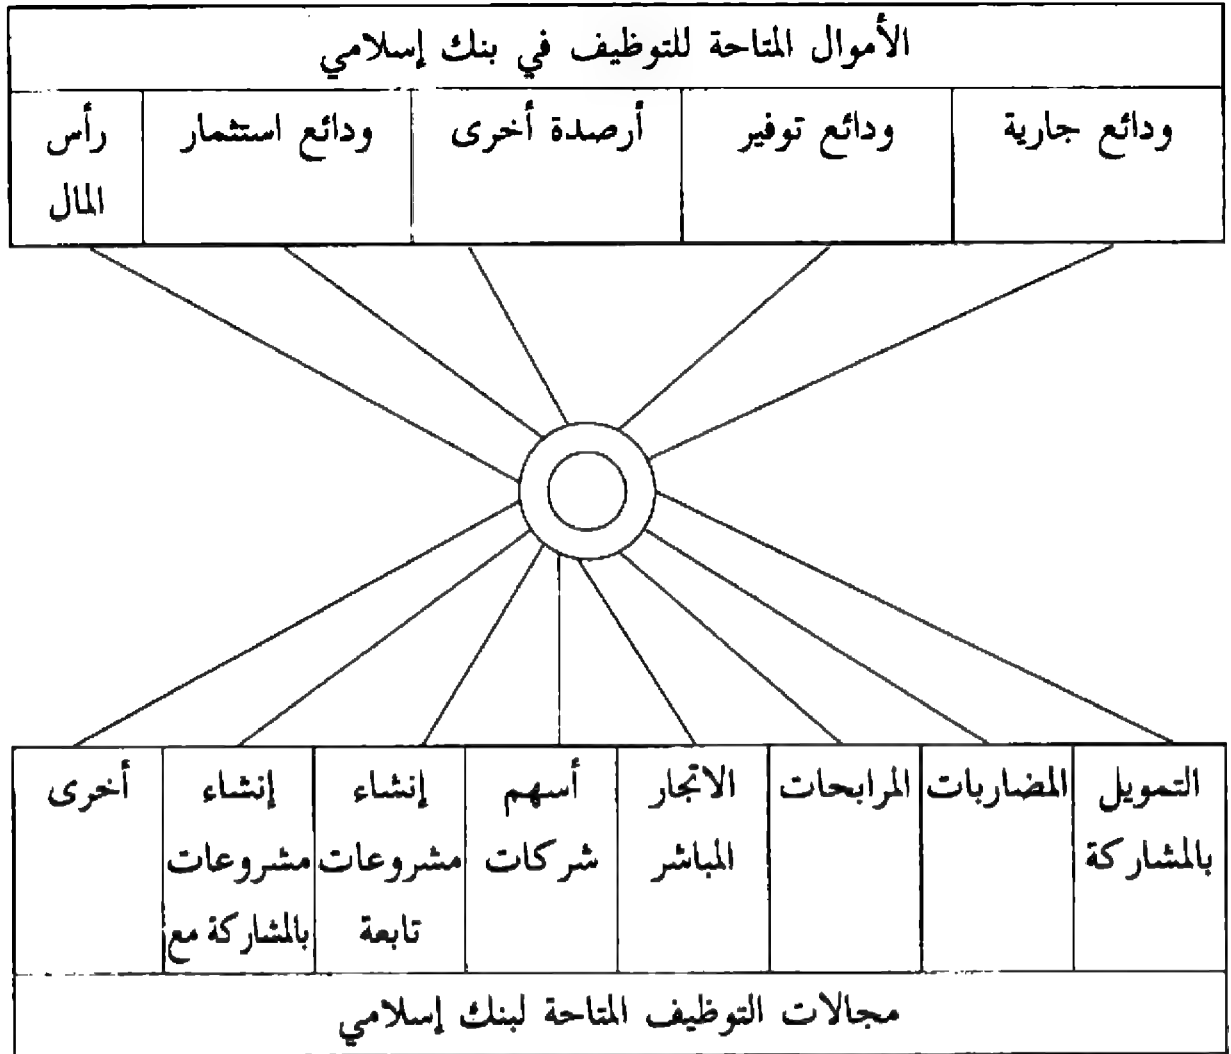 الأموال المتاحة للتوظيف في بنك إسلامي
ودائع جارية
ودائع توفير
أرصدة أخرى
ودائع استثمار
رأس
المال
التمويل
بالمشاركة
المضاربات
المرابحات
الاتجار
المباشر
أسهم
شركات
إنشاء
مشروعات
تابعة
إنشاء
مشروعات
بالمشاركة مع
أخرى
مجالات التوظيف المتاحة لبنك إسلامي